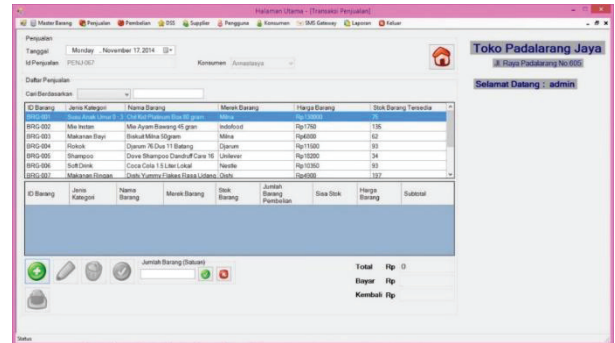 Halaman Utama - [Transaksi Penjualan]
Master Barang Penjualan Pembelian DSS Supplier Pengguna Konsumen SMS Gateway Laporan Keluar
Penjualan
Tanggal Monday , November 17, 2014
Id Penjualan PENJ-067 Konsumen Annastasya
Toko Padalarang Jaya
Jl. Raya Padalarang No.605
Selamat Datang : admin
Daftar Penjualan
Cari Berdasarkan
ID Barang Jenis Kategori Nama Barang Merek Barang Harga Barang Stok Barang Tersedia
BRG-001 Susu Anak Umur 0 - 3 Chil Kid Platinum Box 80 gram Milna Rp130000 75
BRG-002 Mie Instan Mie Ayam Bawang 45 gram Indofood Rp1750 135
BRG-003 Makanan Bayi Biskuit Milna 50gram Milna Rp6000 62
BRG-004 Rokok Djarum 76 Dus 11 Batang Djarum Rp11500 93
BRG-005 Shampoo Dove Shampoo Dandruff Care 16 Unilever Rp18200 34
BRG-006 Soft Drink Coca Cola 1.5 Liter Lokal Nestle Rp10350 93
BRG-007 Makanan Ringan Oishi Yummy Flakes Rasa Udang Oishi Rp4900 197
ID Barang Jenis Kategori Nama Barang Merek Barang Stok Barang Jumlah Barang Pembelian Sisa Stok Harga Barang Subtotal
Jumlah Barang (Satuan)
Total Rp 0
Bayar Rp
Kembali Rp
Status